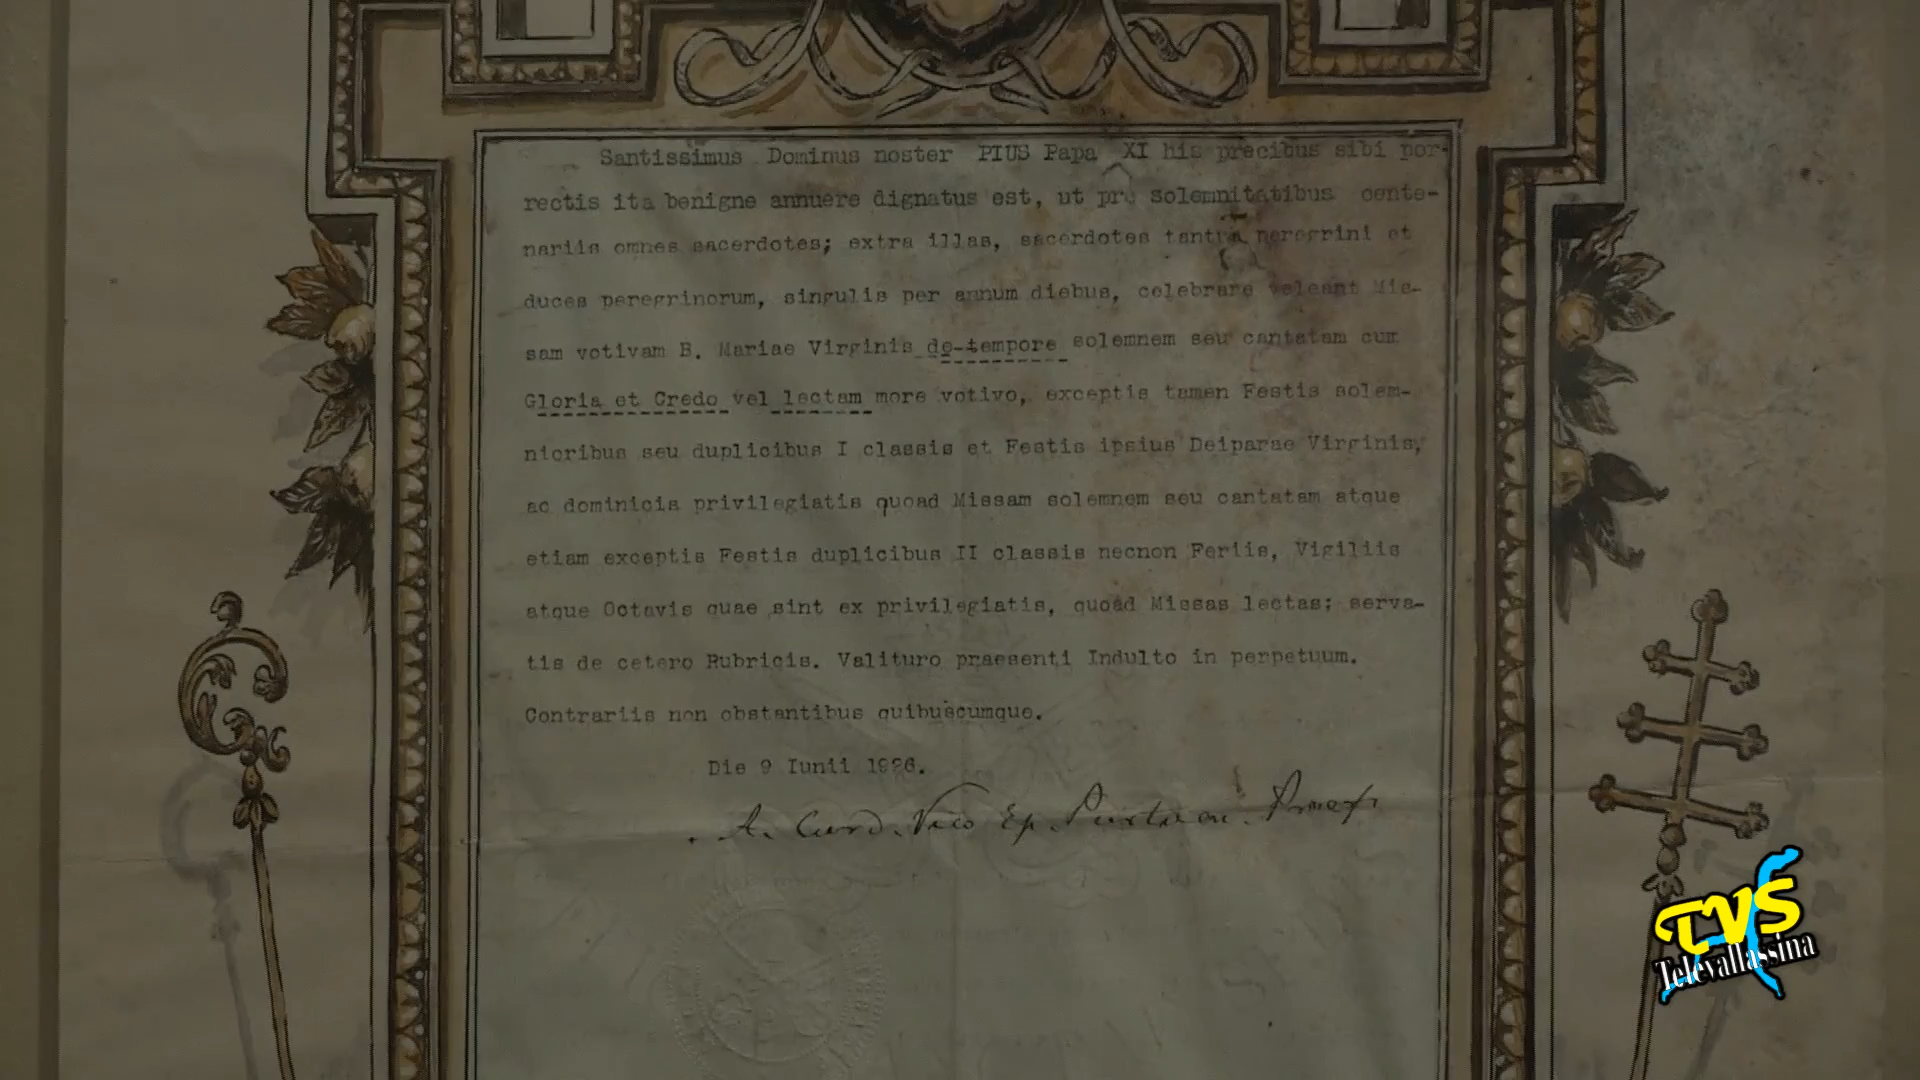 Santissimus Dominus noster PIUS Papa XI his precibus sibi por-
rectis ita benigne annuere dignatus est, ut pro solemnitatibus cente-
nariis omnes sacerdotes; extra illas, sacerdotes peregrini et
duces peregrinorum, singulis per annum diebus, celebrare valeant Mis-
sam votivam B. Mariae Virginis de-tempore solemnem seu cantatam cum
Gloria et Credo vel lectam more votivo, exceptis tamen Festis solem-
nioribus seu duplicibus I classis et Festis ipsius Deiparae Virginis,
ac dominicis privilegiatis quoad Missam solemnem seu cantatam atque
etiam exceptis Festis duplicibus II classis necnon Feriis, Vigiliis
atque Octavis quae sint ex privilegiatis, quoad Missas lectas; serva-
tis de cetero Rubricis. Valituro praesenti Indulto in perpetuum.
Contrariis non obstantibus quibuscumque.
Die 9 Iunii 1926.
A. Card. Vico Ep. Portuen. Praef.
TVS
Televallassina